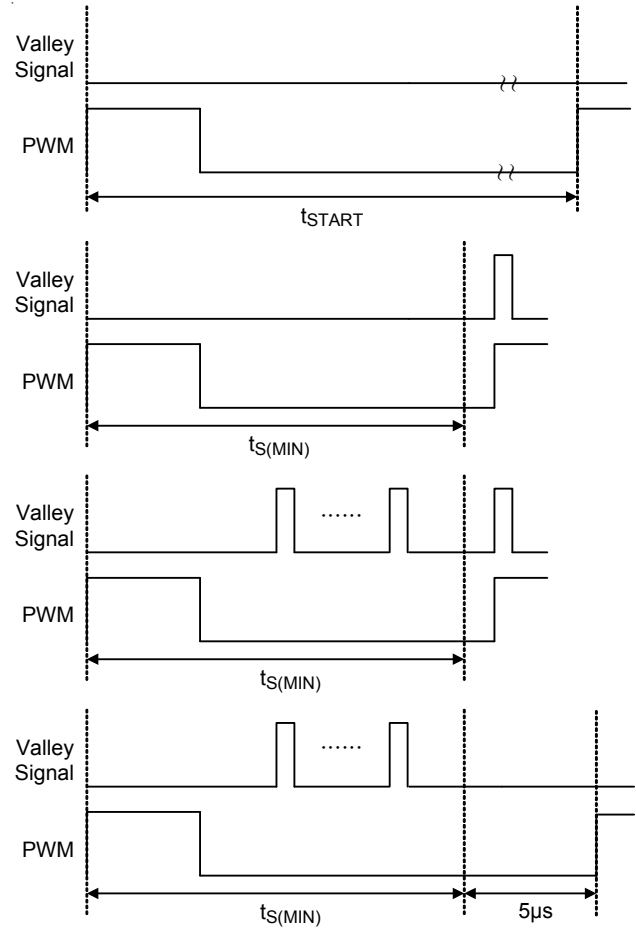 Valley
Signal
PWM
tSTART
Valley
Signal
PWM
tS(MIN)
Valley
Signal
......
PWM
tS(MIN)
Valley
Signal
......
PWM
tS(MIN)
5µs